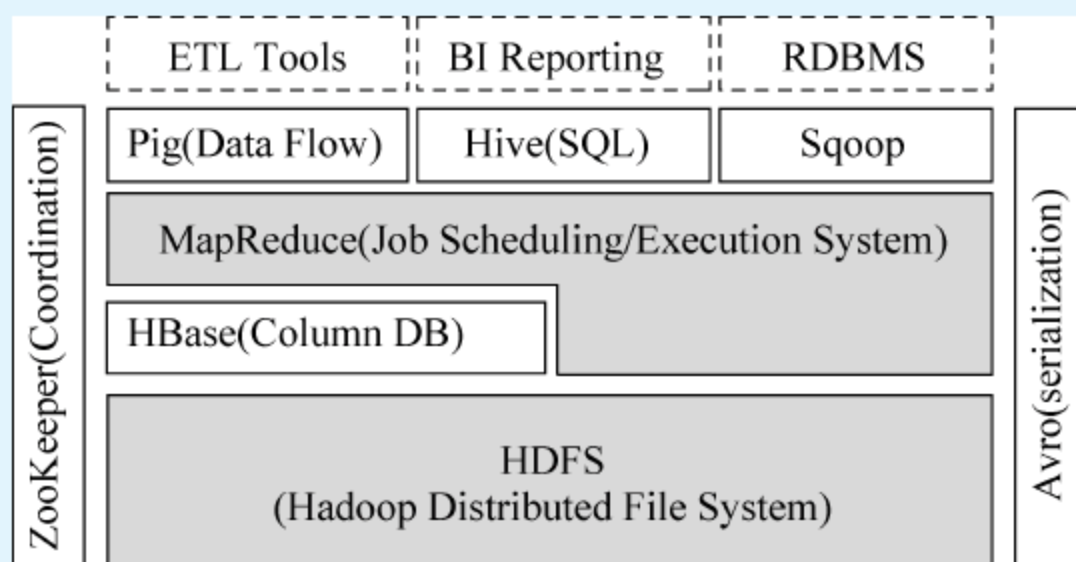 ETL Tools
BI Reporting
RDBMS
ZooKeeper(Coordination)
Pig(Data Flow)
Hive(SQL)
Sqoop
Avro(serialization)
MapReduce(Job Scheduling/Execution System)
HBase(Column DB)
HDFS
(Hadoop Distributed File System)